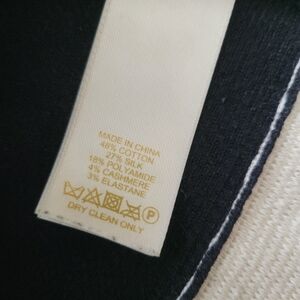 MADE IN CHINA
48% COTTON
27% SILK
18% POLYAMIDE
4% CASHMERE
3% ELASTANE
P
DRY CLEAN ONLY